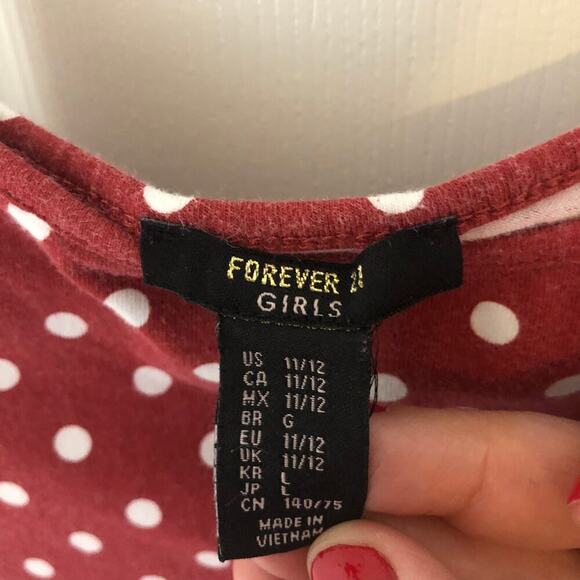 FOREVER 21
GIRLS
US 11/12
CA 11/12
MX 11/12
BR G
EU 11/12
UK 11/12
KR L
JP L
CN 140/75
MADE IN
VIETNAM